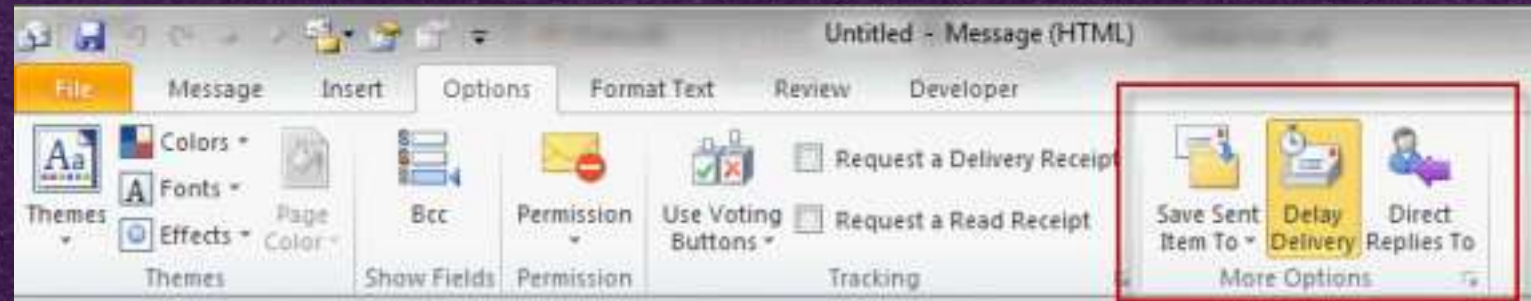 Untitled - Message (HTML)
File Message Insert Options Format Text Review Developer
Aa Colors Request a Delivery Receipt
A Fonts
Themes Effects Page Color Bcc Permission Use Voting Buttons Request a Read Receipt Save Sent Item To Delay Delivery Direct Replies To
Themes Show Fields Permission Tracking More Options